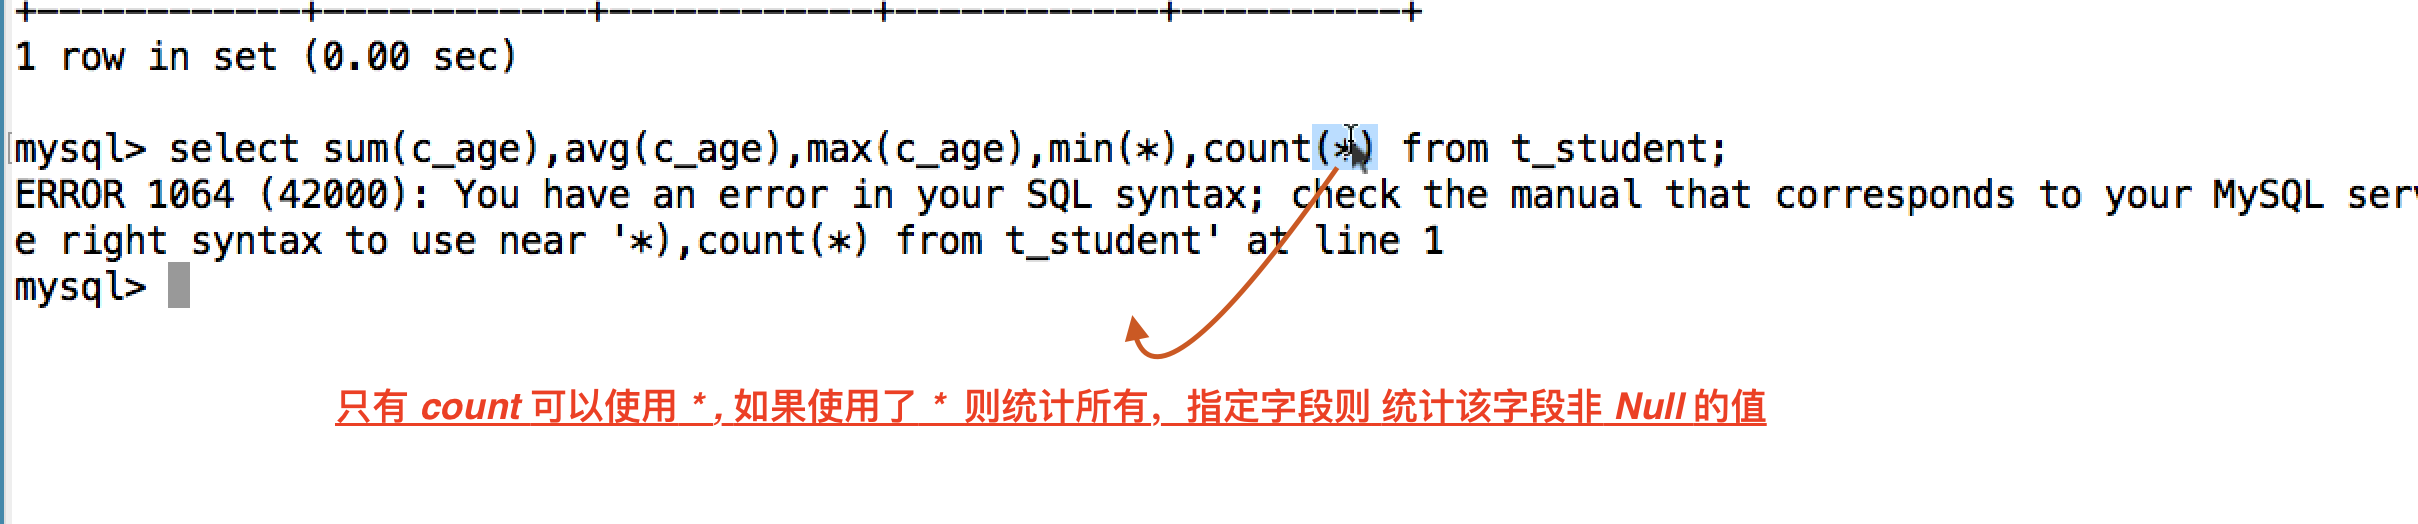 +------------+------------+------------+------------+----------+
1 row in set (0.00 sec)
mysql> select sum(c_age),avg(c_age),max(c_age),min(*),count(*) from t_student;
ERROR 1064 (42000): You have an error in your SQL syntax; check the manual that corresponds to your MySQL serv
e right syntax to use near '*),count(*) from t_student' at line 1
mysql>
只有 count 可以使用 *, 如果使用了 * 则统计所有，指定字段则 统计该字段非 Null 的值